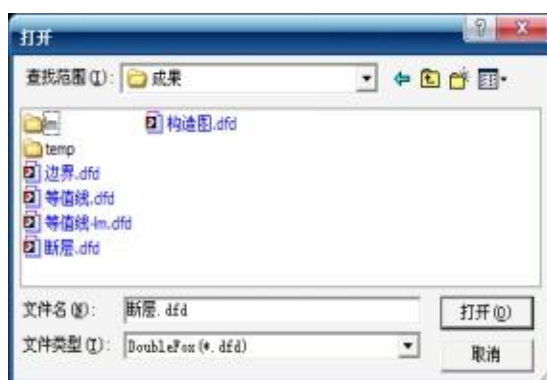 打开
查找范围(I): 成果
lm
temp
边界.dfd
等值线.dfd
等值线-lm.dfd
断层.dfd
构造图.dfd
文件名(N): 断层.dfd
打开(O)
文件类型(T): DoubleFox(*.dfd)
取消